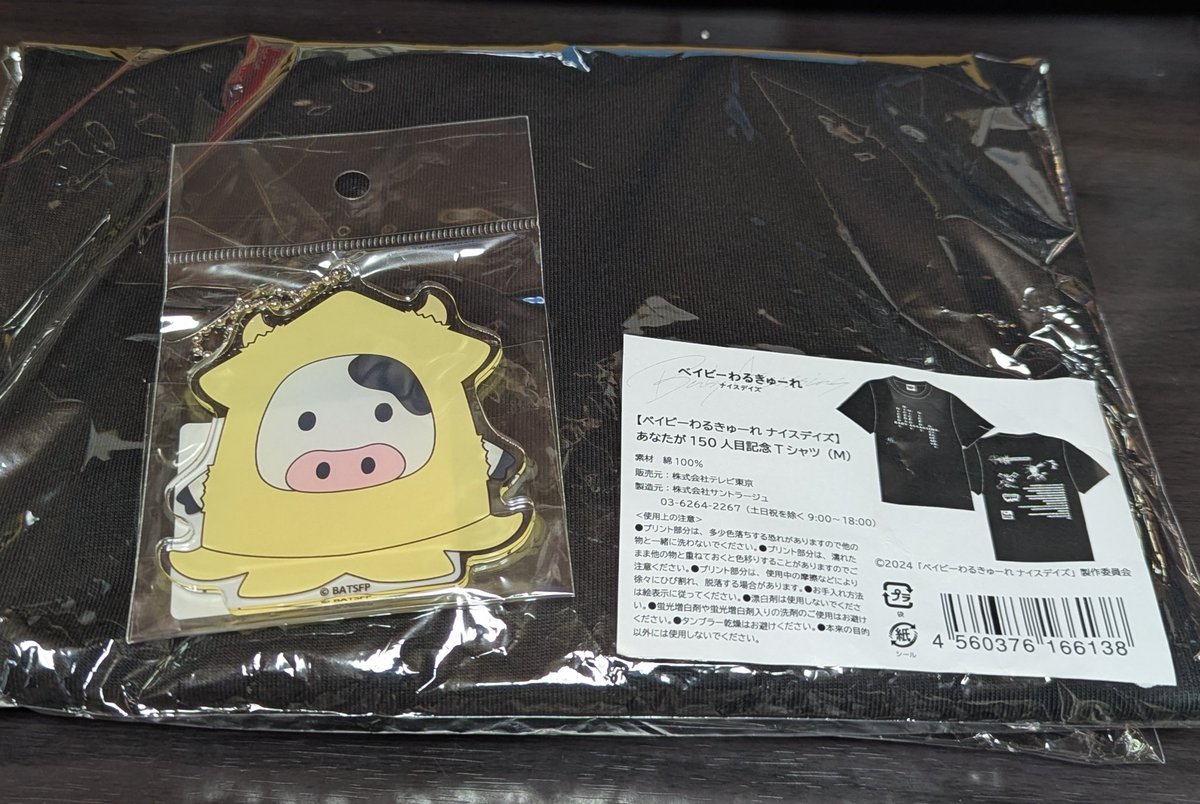 © BATSFP
© BATSFP
ベイビーわるきゅーれ
ナイスデイズ
【ベイビーわるきゅーれ ナイスデイズ】
あなたが150人目記念Tシャツ（M）
素材 綿100%
販売元：株式会社テレビ東京
製造元：株式会社サントラージュ
03-6264-2267（土日祝を除く 9:00~18:00）
<使用上の注意>
●プリント部分は、多少色落ちする恐れがありますので他の
物と一緒に洗わないでください。●プリント部分は、濡れた
まま他の物と重ねておくと色移りすることがありますのでご
注意ください。●プリント部分は、使用中の摩擦などにより
徐々にひび割れ、脱落する場合があります。●お手入れ方法
は絵表示に従ってください。●漂白剤は使用しないでくださ
い。●蛍光増白剤や蛍光増白剤入りの洗剤のご使用はお避け
ください。●タンブラー乾燥はお避けください。●本来の目的
以外には使用しないでください。
©2024「ベイビーわるきゅーれ ナイスデイズ」製作委員会
プラ
袋
紙
シール
4 560376 166138